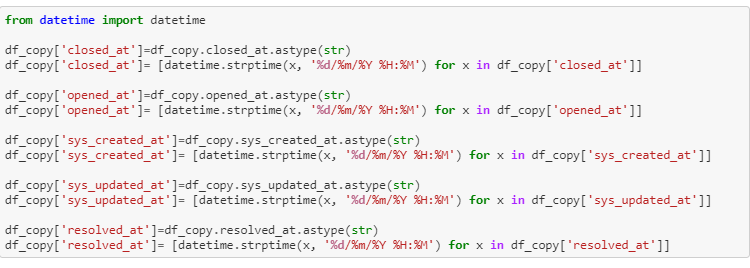 from datetime import datetime
df_copy['closed_at']=df_copy.closed_at.astype(str)
df_copy['closed_at']= [datetime.strptime(x, '%d/%m/%Y %H:%M') for x in df_copy['closed_at']]
df_copy['opened_at']=df_copy.opened_at.astype(str)
df_copy['opened_at']= [datetime.strptime(x, '%d/%m/%Y %H:%M') for x in df_copy['opened_at']]
df_copy['sys_created_at']=df_copy.sys_created_at.astype(str)
df_copy['sys_created_at']= [datetime.strptime(x, '%d/%m/%Y %H:%M') for x in df_copy['sys_created_at']]
df_copy['sys_updated_at']=df_copy.sys_updated_at.astype(str)
df_copy['sys_updated_at']= [datetime.strptime(x, '%d/%m/%Y %H:%M') for x in df_copy['sys_updated_at']]
df_copy['resolved_at']=df_copy.resolved_at.astype(str)
df_copy['resolved_at']= [datetime.strptime(x, '%d/%m/%Y %H:%M') for x in df_copy['resolved_at']]